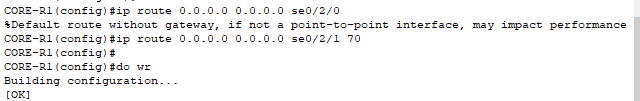 CORE-R1(config)#ip route 0.0.0.0 0.0.0.0 se0/2/0
%Default route without gateway, if not a point-to-point interface, may impact performance
CORE-R1(config)#ip route 0.0.0.0 0.0.0.0 se0/2/1 70
CORE-R1(config)#
CORE-R1(config)#do wr
Building configuration...
[OK]